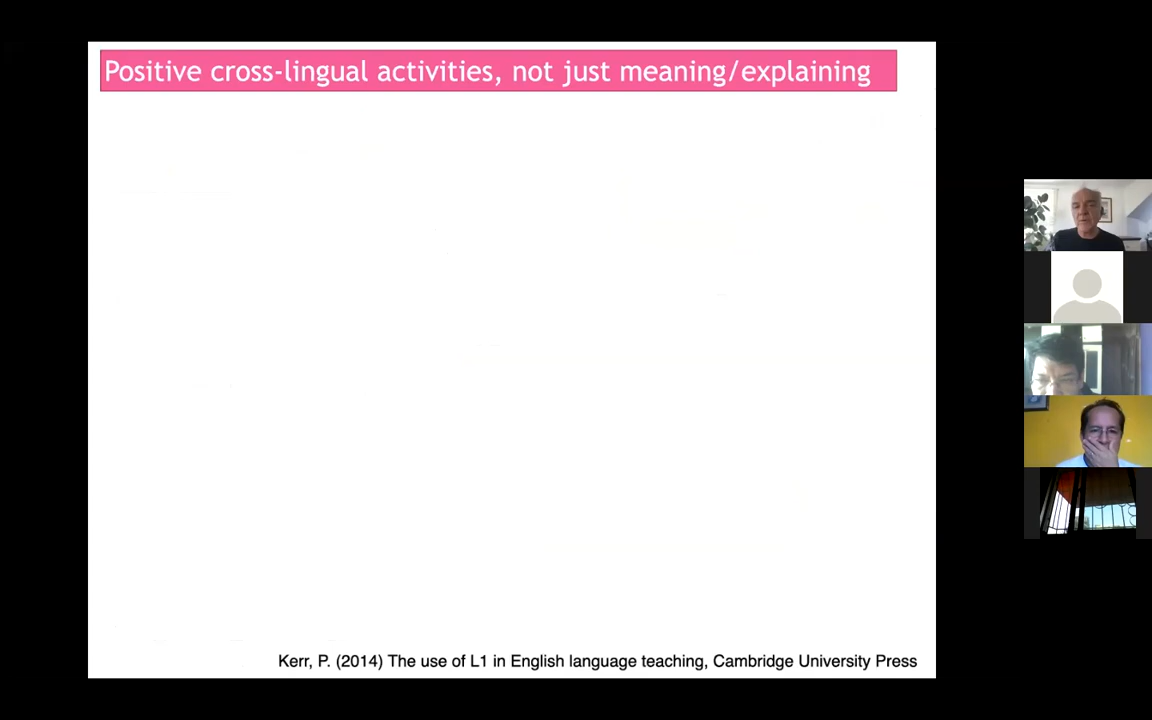 Positive cross-lingual activities, not just meaning/explaining
Kerr, P. (2014) The use of L1 in English language teaching, Cambridge University Press